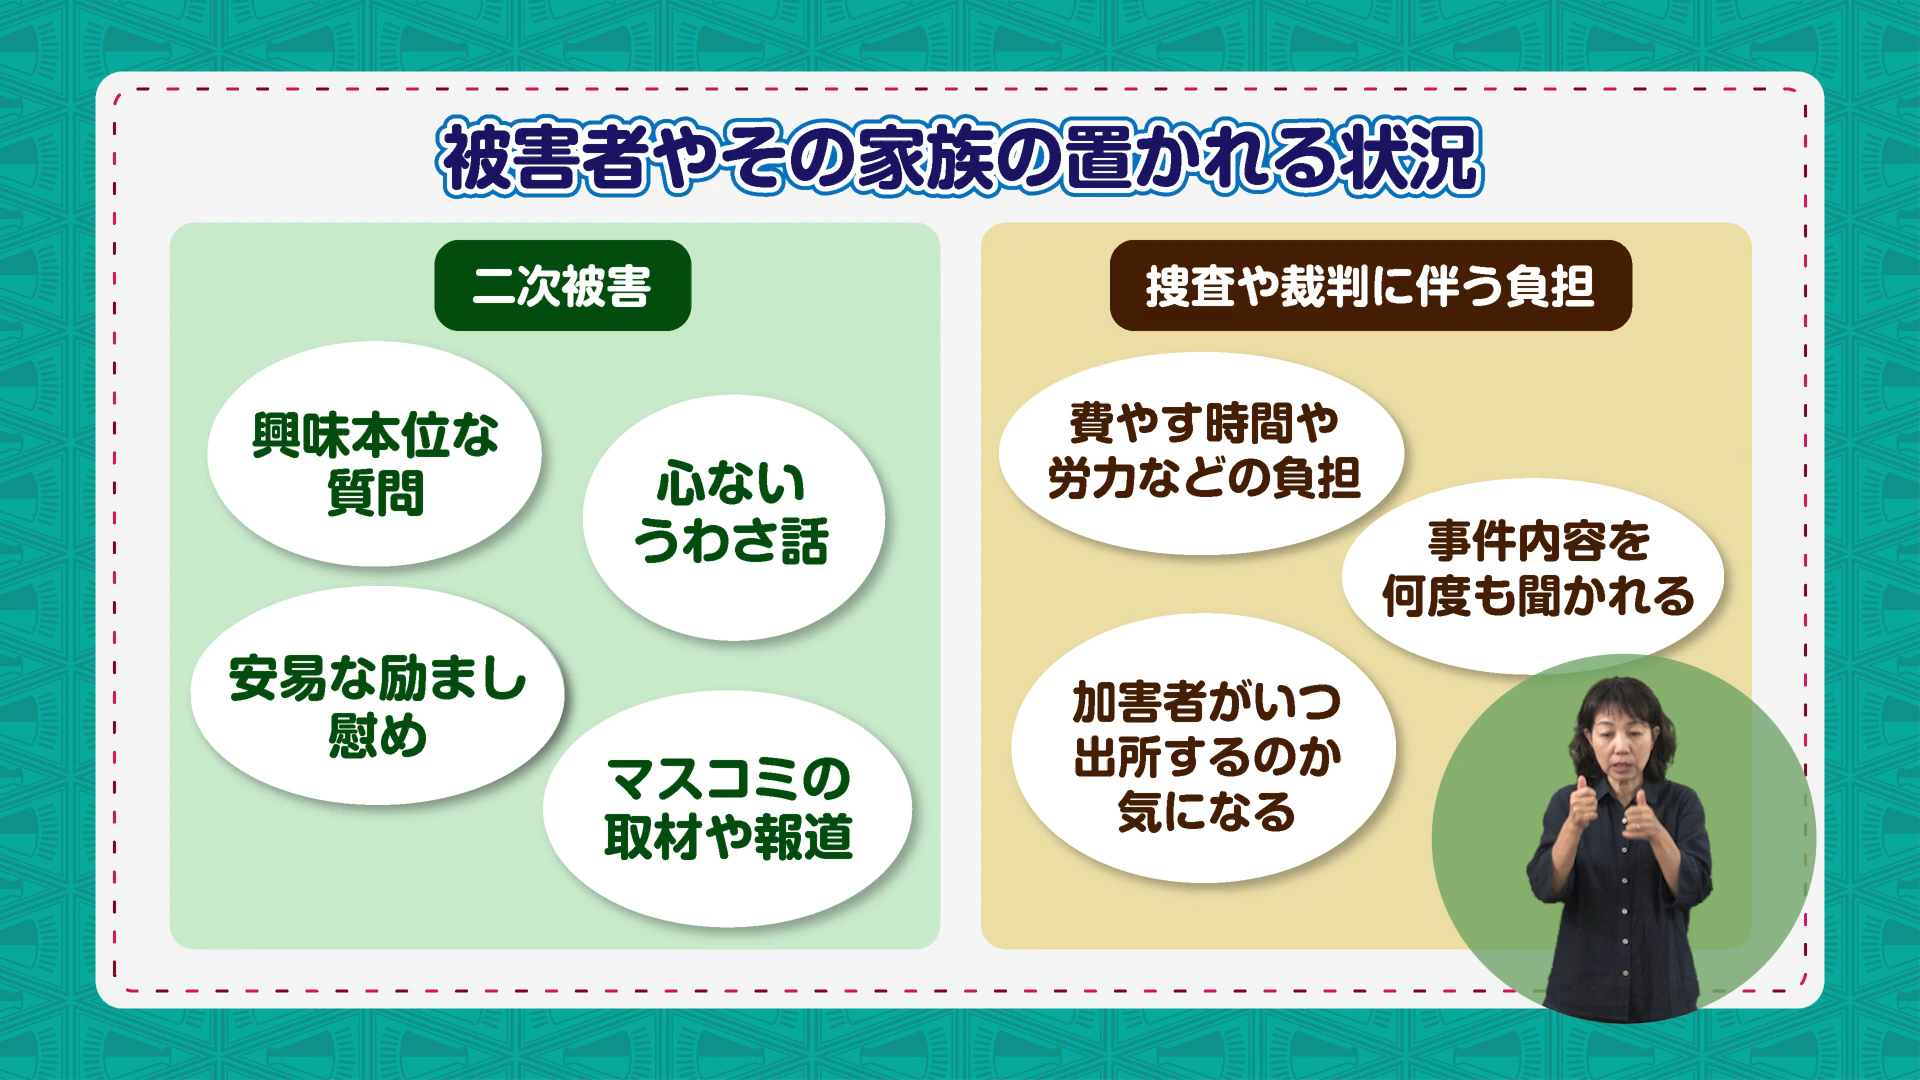 被害者やその家族の置かれる状況
二次被害
興味本位な
質問
心ない
うわさ話
安易な励まし
慰め
マスコミの
取材や報道
捜査や裁判に伴う負担
費やす時間や
労力などの負担
事件内容を
何度も聞かれる
加害者がいつ
出所するのか
気になる